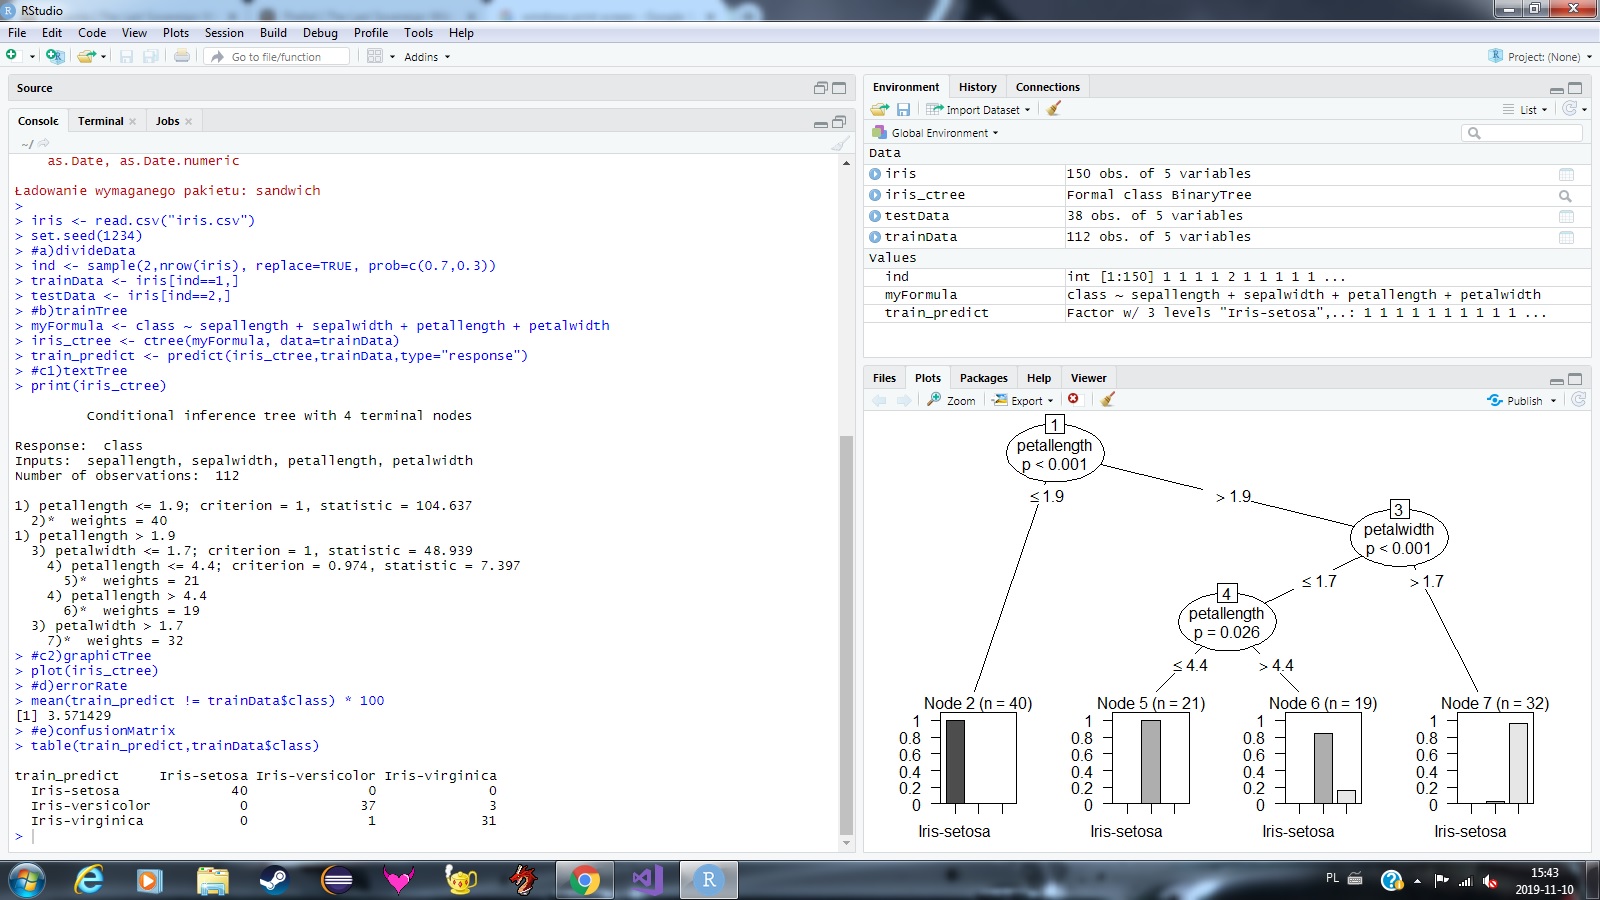 RStudio
File Edit Code View Plots Session Build Debug Profile Tools Help
Go to file/function Addins Project: (None)
Source
Console Terminal Jobs
~/
as.Date, as.Date.numeric
Ładowanie wymaganego pakietu: sandwich
>
> iris <- read.csv("iris.csv")
> set.seed(1234)
> #a)divideData
> ind <- sample(2,nrow(iris), replace=TRUE, prob=c(0.7,0.3))
> trainData <- iris[ind==1,]
> testData <- iris[ind==2,]
> #b)trainTree
> myFormula <- class ~ sepallength + sepalwidth + petallength + petalwidth
> iris_ctree <- ctree(myFormula, data=trainData)
> train_predict <- predict(iris_ctree,trainData,type="response")
> #c1)textTree
> print(iris_ctree)
Conditional inference tree with 4 terminal nodes
Response:  class
Inputs:  sepallength, sepalwidth, petallength, petalwidth
Number of observations:  112
1) petallength <= 1.9; criterion = 1, statistic = 104.637
2)*  weights = 40
1) petallength > 1.9
3) petalwidth <= 1.7; criterion = 1, statistic = 48.939
4) petallength <= 4.4; criterion = 0.974, statistic = 7.397
5)*  weights = 21
4) petallength > 4.4
6)*  weights = 19
3) petalwidth > 1.7
7)*  weights = 32
> #c2)graphicTree
> plot(iris_ctree)
> #d)errorRate
> mean(train_predict != trainData$class) * 100
[1] 3.571429
> #e)confusionMatrix
> table(train_predict,trainData$class)
train_predict     Iris-setosa Iris-versicolor Iris-virginica
Iris-setosa              40               0              0
Iris-versicolor           0              37              3
Iris-virginica            0               1             31
>
Environment History Connections
Import Dataset List
Global Environment
Data
iris 150 obs. of 5 variables
iris_ctree Formal class BinaryTree
testData 38 obs. of 5 variables
trainData 112 obs. of 5 variables
Values
ind int [1:150] 1 1 1 1 2 1 1 1 1 1 ...
myFormula class ~ sepallength + sepalwidth + petallength + petalwidth
train_predict Factor w/ 3 levels "Iris-setosa",..: 1 1 1 1 1 1 1 1 1 1 ...
Files Plots Packages Help Viewer
Zoom Export Publish
1
petallength
p < 0.001
≤ 1.9 > 1.9
3
petalwidth
p < 0.001
≤ 1.7 > 1.7
4
petallength
p = 0.026
≤ 4.4 > 4.4
Node 2 (n = 40) Node 5 (n = 21) Node 6 (n = 19) Node 7 (n = 32)
1 1 1 1
0.8 0.8 0.8 0.8
0.6 0.6 0.6 0.6
0.4 0.4 0.4 0.4
0.2 0.2 0.2 0.2
0 0 0 0
Iris-setosa Iris-setosa Iris-setosa Iris-setosa
PL 15:43
2019-11-10